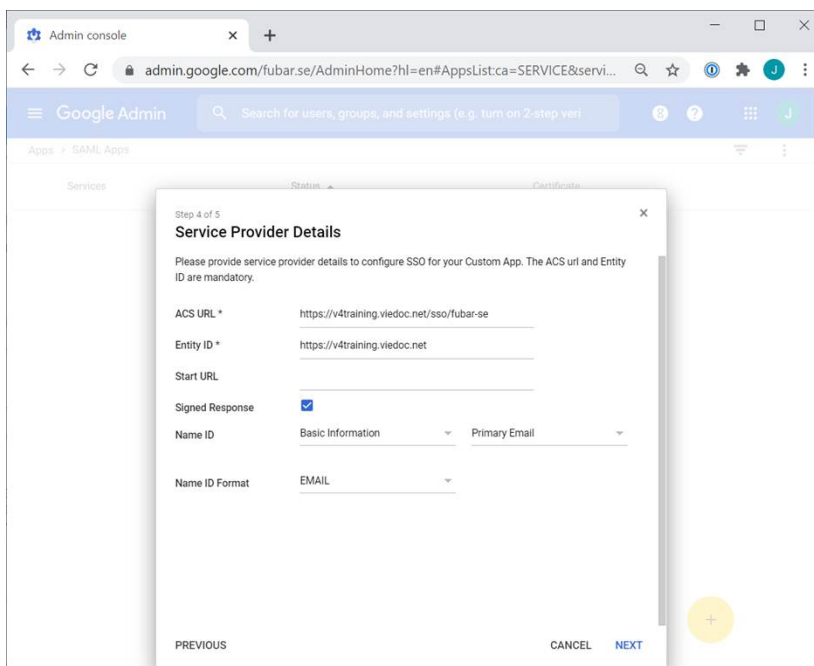 Admin console
admin.google.com/fubar.se/AdminHome?hl=en#AppsList:ca=SERVICE&servi...
J
Google Admin
Search for users, groups, and settings (e.g. turn on 2-step veri
8 ?
J
Apps > SAML Apps
Services Status Certificate
Step 4 of 5
Service Provider Details
Please provide service provider details to configure SSO for your Custom App. The ACS url and Entity
ID are mandatory.
ACS URL * https://v4training.viedoc.net/sso/fubar-se
Entity ID * https://v4training.viedoc.net
Start URL
Signed Response
Name ID Basic Information Primary Email
Name ID Format EMAIL
PREVIOUS CANCEL NEXT